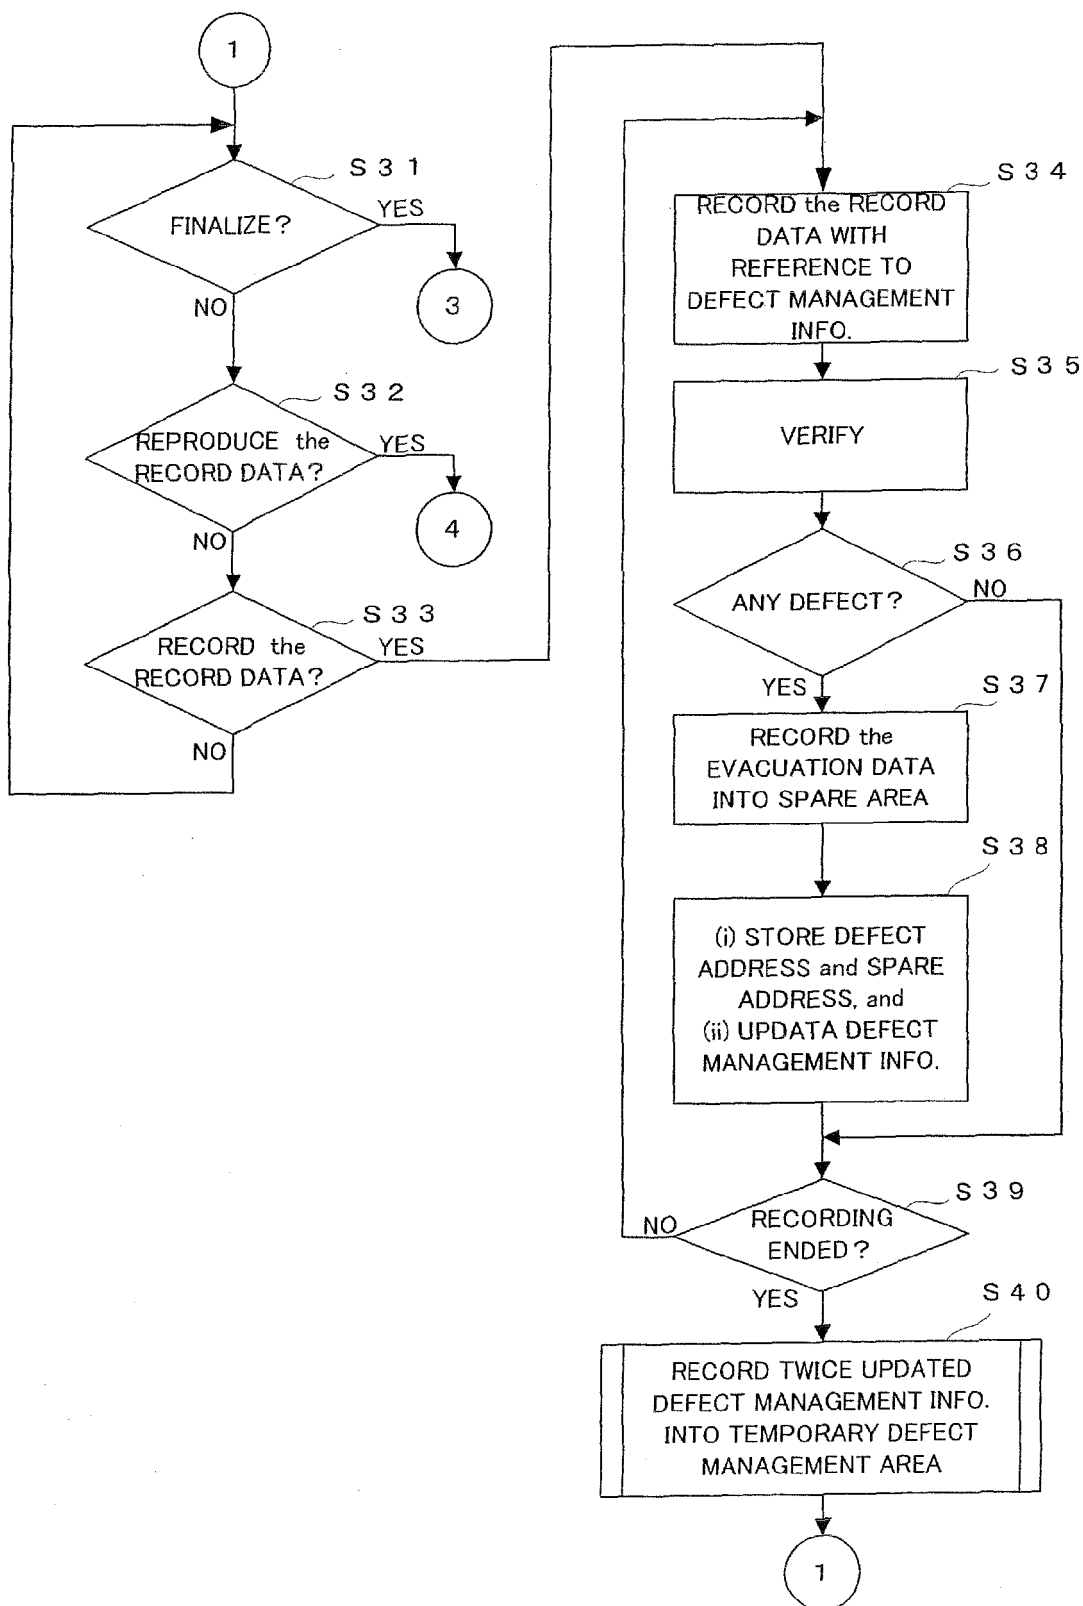 1
S31
FINALIZE?
YES
3
NO
S32
REPRODUCE the
RECORD DATA?
YES
4
NO
S33
RECORD the
RECORD DATA?
YES
NO
S34
RECORD the RECORD
DATA WITH
REFERENCE TO
DEFECT MANAGEMENT
INFO.
S35
VERIFY
S36
ANY DEFECT?
NO
YES
S37
RECORD the
EVACUATION DATA
INTO SPARE AREA
S38
(i) STORE DEFECT
ADDRESS and SPARE
ADDRESS, and
(ii) UPDATA DEFECT
MANAGEMENT INFO.
S39
RECORDING
ENDED?
NO
YES
S40
RECORD TWICE UPDATED
DEFECT MANAGEMENT INFO.
INTO TEMPORARY DEFECT
MANAGEMENT AREA
1